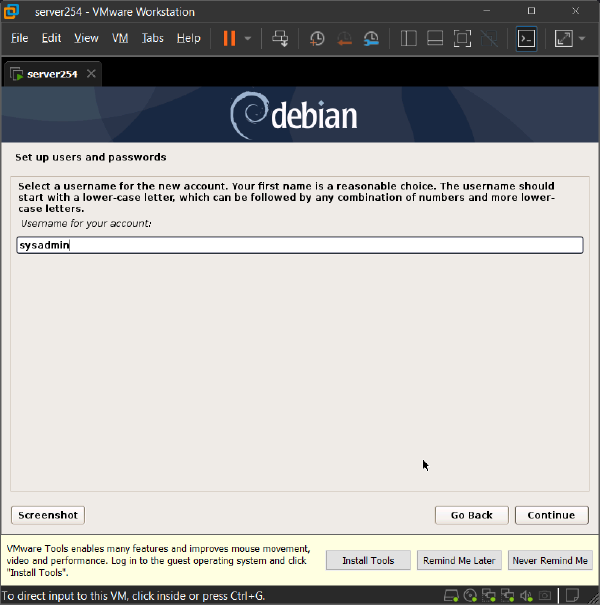 server254 - VMware Workstation
File Edit View VM Tabs Help
server254
debian
Set up users and passwords
Select a username for the new account. Your first name is a reasonable choice. The username should
start with a lower-case letter, which can be followed by any combination of numbers and more lower-
case letters.
Username for your account:
sysadmin
Screenshot Go Back Continue
VMware Tools enables many features and improves mouse movement,
video and performance. Log in to the guest operating system and click
"Install Tools".
Install Tools Remind Me Later Never Remind Me
To direct input to this VM, click inside or press Ctrl+G.